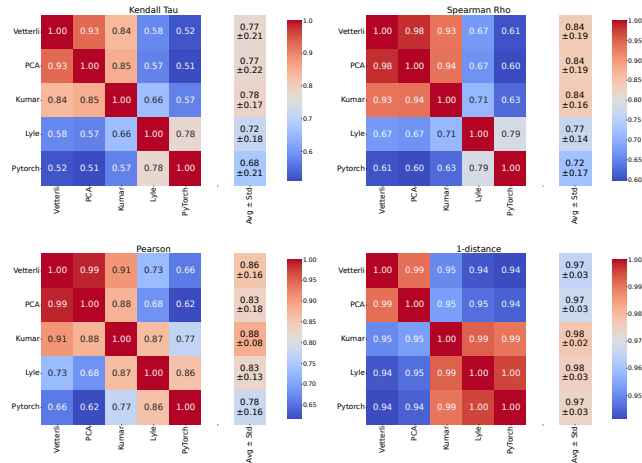 Kendall Tau
Vetterli 1.00 0.93 0.84 0.58 0.52 0.77 ±0.21
PCA 0.93 1.00 0.85 0.57 0.51 0.77 ±0.22
Kumar 0.84 0.85 1.00 0.66 0.57 0.78 ±0.17
Lyle 0.58 0.57 0.66 1.00 0.78 0.72 ±0.18
Pytorch 0.52 0.51 0.57 0.78 1.00 0.68 ±0.21
Vetterli PCA Kumar Lyle PyTorch Avg ± Std
1.0
0.9
0.8
0.7
0.6
Spearman Rho
Vetterli 1.00 0.98 0.93 0.67 0.61 0.84 ±0.19
PCA 0.98 1.00 0.94 0.67 0.60 0.84 ±0.19
Kumar 0.93 0.94 1.00 0.71 0.63 0.84 ±0.16
Lyle 0.67 0.67 0.71 1.00 0.79 0.77 ±0.14
Pytorch 0.61 0.60 0.63 0.79 1.00 0.72 ±0.17
Vetterli PCA Kumar Lyle PyTorch Avg ± Std
1.00
0.95
0.90
0.85
0.80
0.75
0.70
0.65
0.60
Pearson
Vetterli 1.00 0.99 0.91 0.73 0.66 0.86 ±0.16
PCA 0.99 1.00 0.88 0.68 0.62 0.83 ±0.18
Kumar 0.91 0.88 1.00 0.87 0.77 0.88 ±0.08
Lyle 0.73 0.68 0.87 1.00 0.86 0.83 ±0.13
Pytorch 0.66 0.62 0.77 0.86 1.00 0.78 ±0.16
Vetterli PCA Kumar Lyle PyTorch Avg ± Std
1.00
0.95
0.90
0.85
0.80
0.75
0.70
0.65
1-distance
Vetterli 1.00 0.99 0.95 0.94 0.94 0.97 ±0.03
PCA 0.99 1.00 0.95 0.95 0.94 0.97 ±0.03
Kumar 0.95 0.95 1.00 0.99 0.99 0.98 ±0.02
Lyle 0.94 0.95 0.99 1.00 1.00 0.98 ±0.03
Pytorch 0.94 0.94 0.99 1.00 1.00 0.97 ±0.03
Vetterli PCA Kumar Lyle PyTorch Avg ± Std
1.00
0.99
0.98
0.97
0.96
0.95